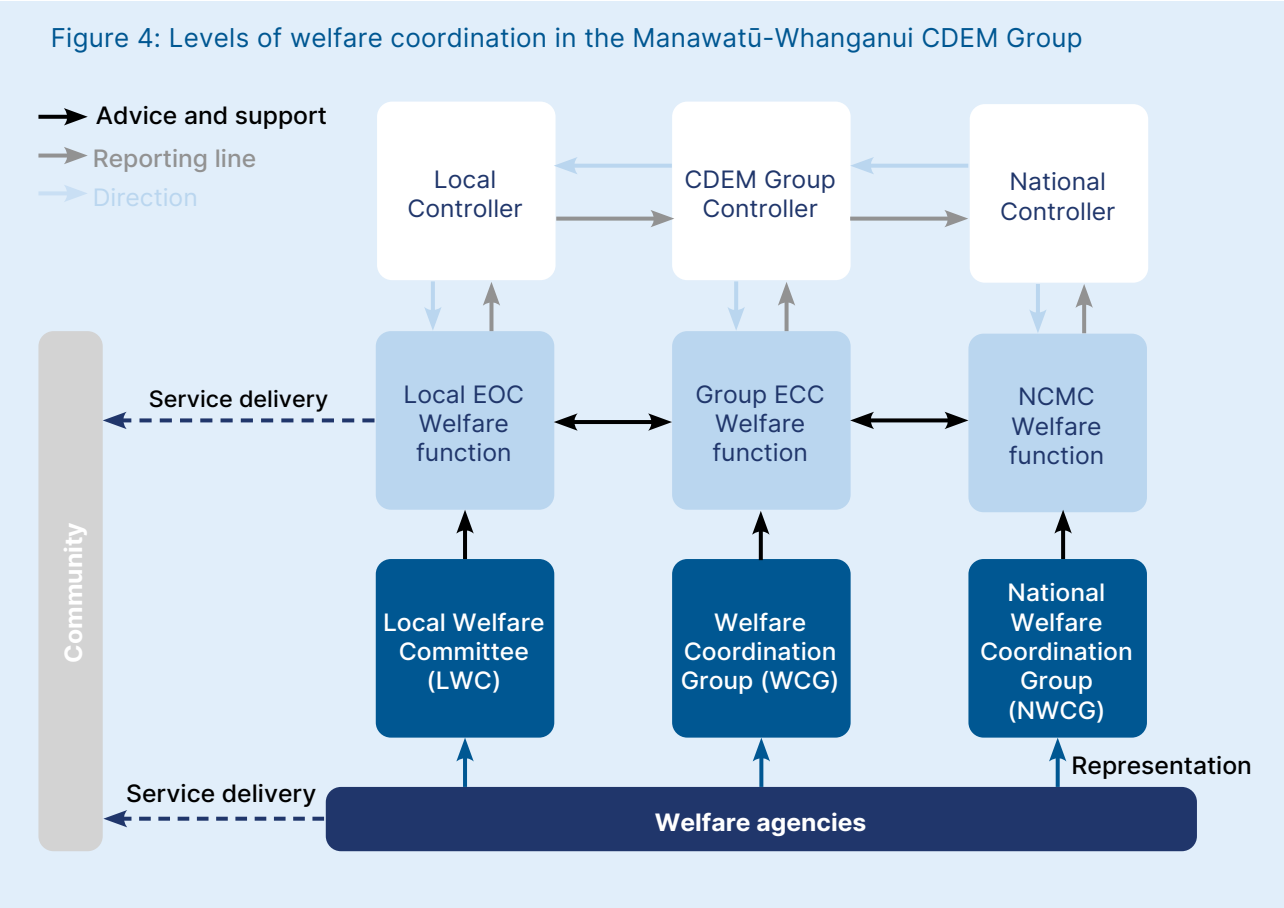 Figure 4: Levels of welfare coordination in the Manawatū-Whanganui CDEM Group
Advice and support
Reporting line
Direction
Local
Controller
CDEM Group
Controller
National
Controller
Community
Service delivery
Local EOC
Welfare
function
Group ECC
Welfare
function
NCMC
Welfare
function
Local Welfare
Committee
(LWC)
Welfare
Coordination
Group (WCG)
National
Welfare
Coordination
Group
(NWCG)
Representation
Service delivery
Welfare agencies